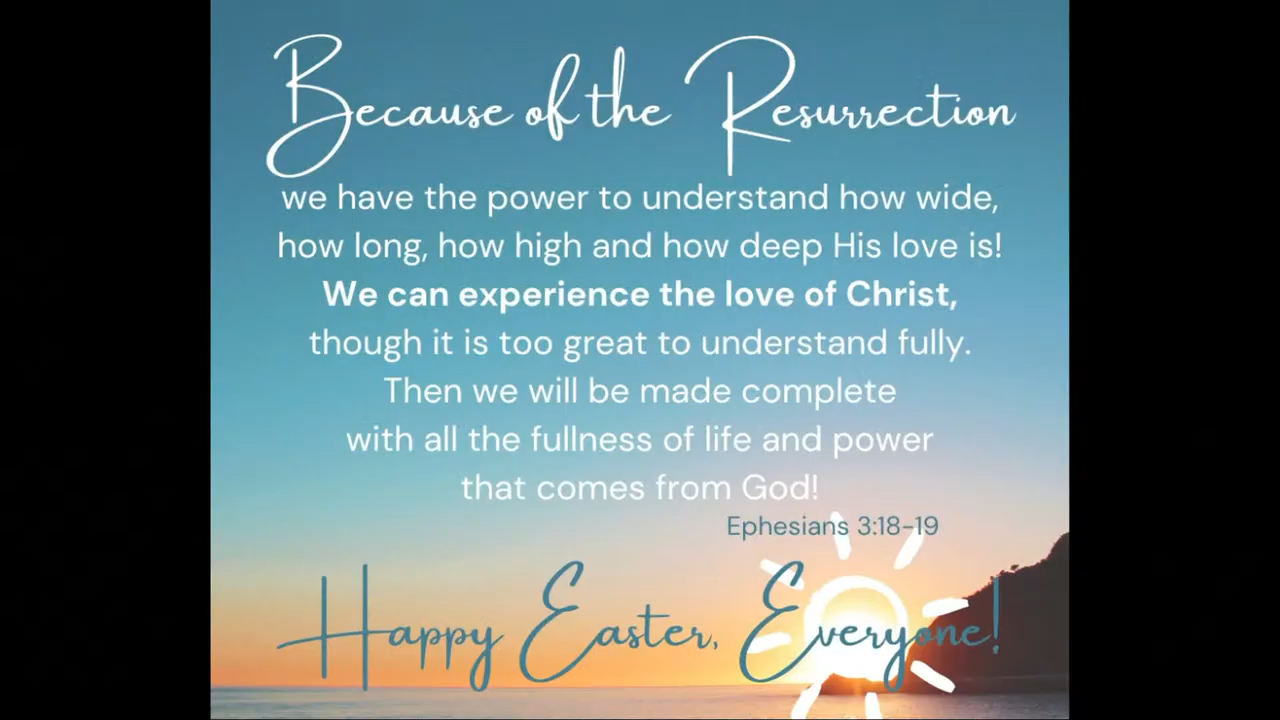 Because of the Resurrection
we have the power to understand how wide,
how long, how high and how deep His love is!
We can experience the love of Christ,
though it is too great to understand fully.
Then we will be made complete
with all the fullness of life and power
that comes from God!
Ephesians 3:18-19
Happy Easter, Everyone!